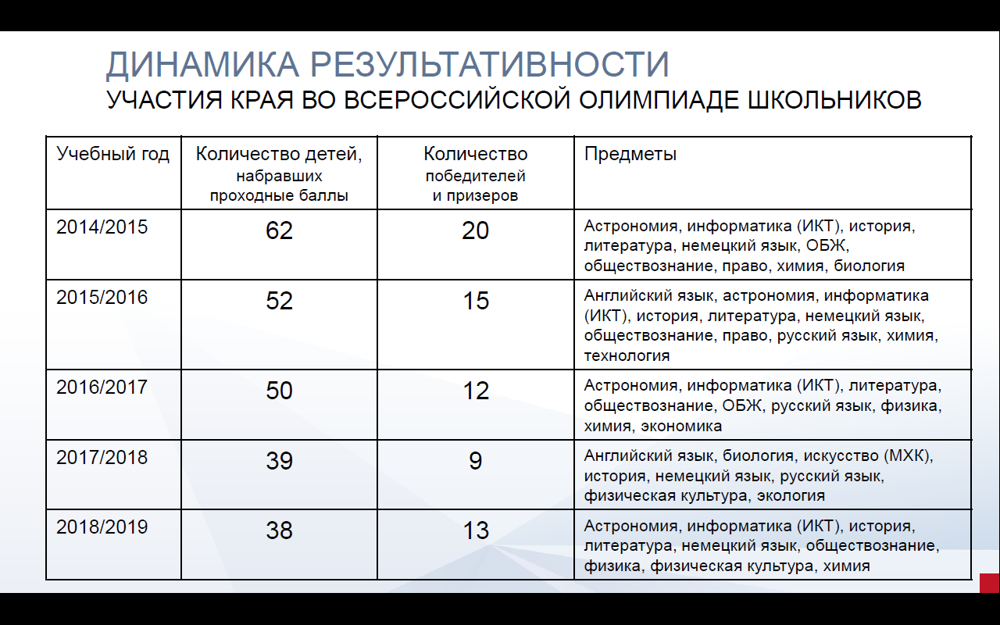 ДИНАМИКА РЕЗУЛЬТАТИВНОСТИ
УЧАСТИЯ КРАЯ ВО ВСЕРОССИЙСКОЙ ОЛИМПИАДЕ ШКОЛЬНИКОВ
Учебный год
Количество детей,
набравших
проходные баллы
Количество
победителей
и призеров
Предметы
2014/2015
62
20
Астрономия, информатика (ИКТ), история,
литература, немецкий язык, ОБЖ,
обществознание, право, химия, биология
2015/2016
52
15
Английский язык, астрономия, информатика
(ИКТ), история, литература, немецкий язык,
обществознание, право, русский язык, химия,
технология
2016/2017
50
12
Астрономия, информатика (ИКТ), литература,
обществознание, ОБЖ, русский язык, физика,
химия, экономика
2017/2018
39
9
Английский язык, биология, искусство (МХК),
история, немецкий язык, русский язык,
физическая культура, экология
2018/2019
38
13
Астрономия, информатика (ИКТ), история,
литература, немецкий язык, обществознание,
физика, физическая культура, химия